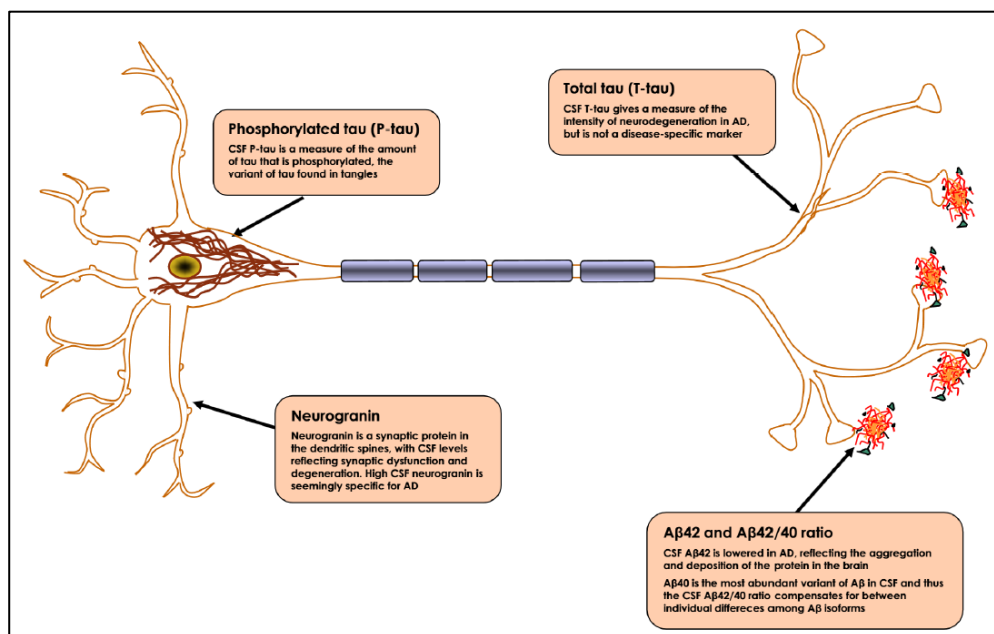 Total tau (T-tau)
CSF T-tau gives a measure of the
intensity of neurodegeneration in AD,
but is not a disease-specific marker
Phosphorylated tau (P-tau)
CSF P-tau is a measure of the amount
of tau that is phosphorylated, the
variant of tau found in tangles
Neurogranin
Neurogranin is a synaptic protein in
the dendritic spines, with CSF levels
reflecting synaptic dysfunction and
degeneration. High CSF neurogranin is
seemingly specific for AD
Aβ42 and Aβ42/40 ratio
CSF Aβ42 is lowered in AD, reflecting the aggregation
and deposition of the protein in the brain
Aβ40 is the most abundant variant of Aβ in CSF and thus
the CSF Aβ42/40 ratio compensates for between
individual differeces among Aβ isoforms